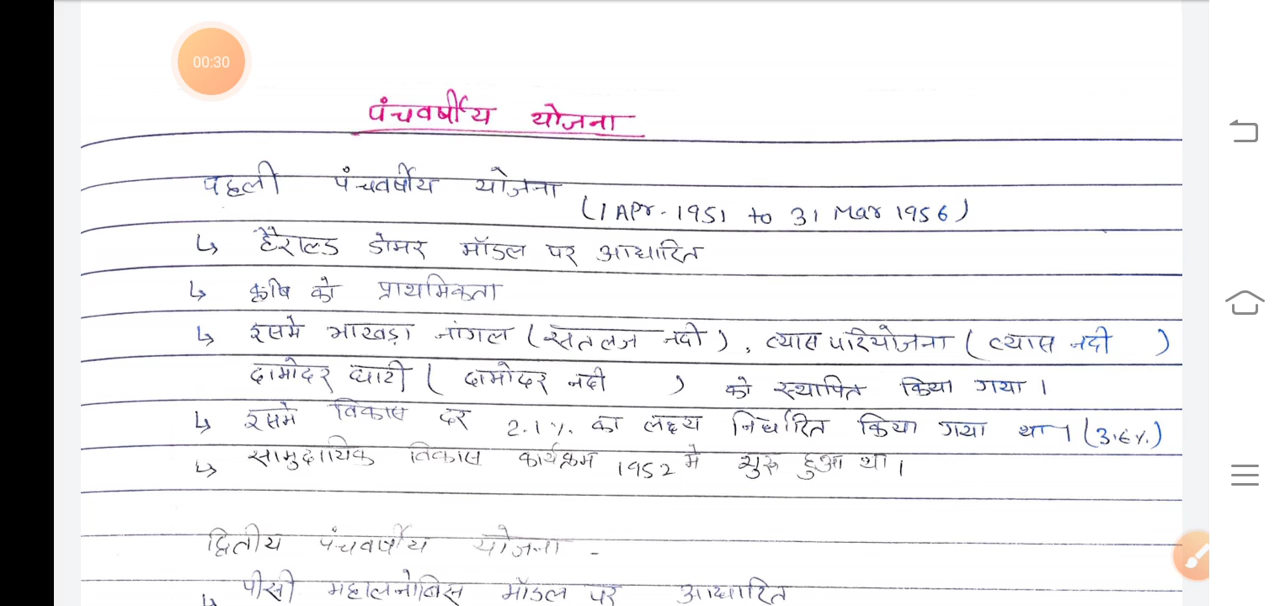 00:30
पंचवर्षीय योजना
पहली पंचवर्षीय योजना
(1 Apr - 1951 to 31 Mar 1956)
↳ हैराल्ड डोमर मॉडल पर आधारित
↳ कृषि को प्राथमिकता
↳ इसमे भाखड़ा नांगल (सतलज नदी), व्यास परियोजना (व्यास नदी )
दामोदर घाटी ( दामोदर नदी ) को स्थापित किया गया।
↳ इसमे विकास दर 2.1% का लक्ष्य निर्धारित किया गया था। (3.6%)
↳ सामुदायिक विकास कार्यक्रम 1952 मे शुरू हुआ था।
द्वितीय पंचवर्षीय योजना -
↳ पीसी महालनोबिस मॉडल पर आधारित